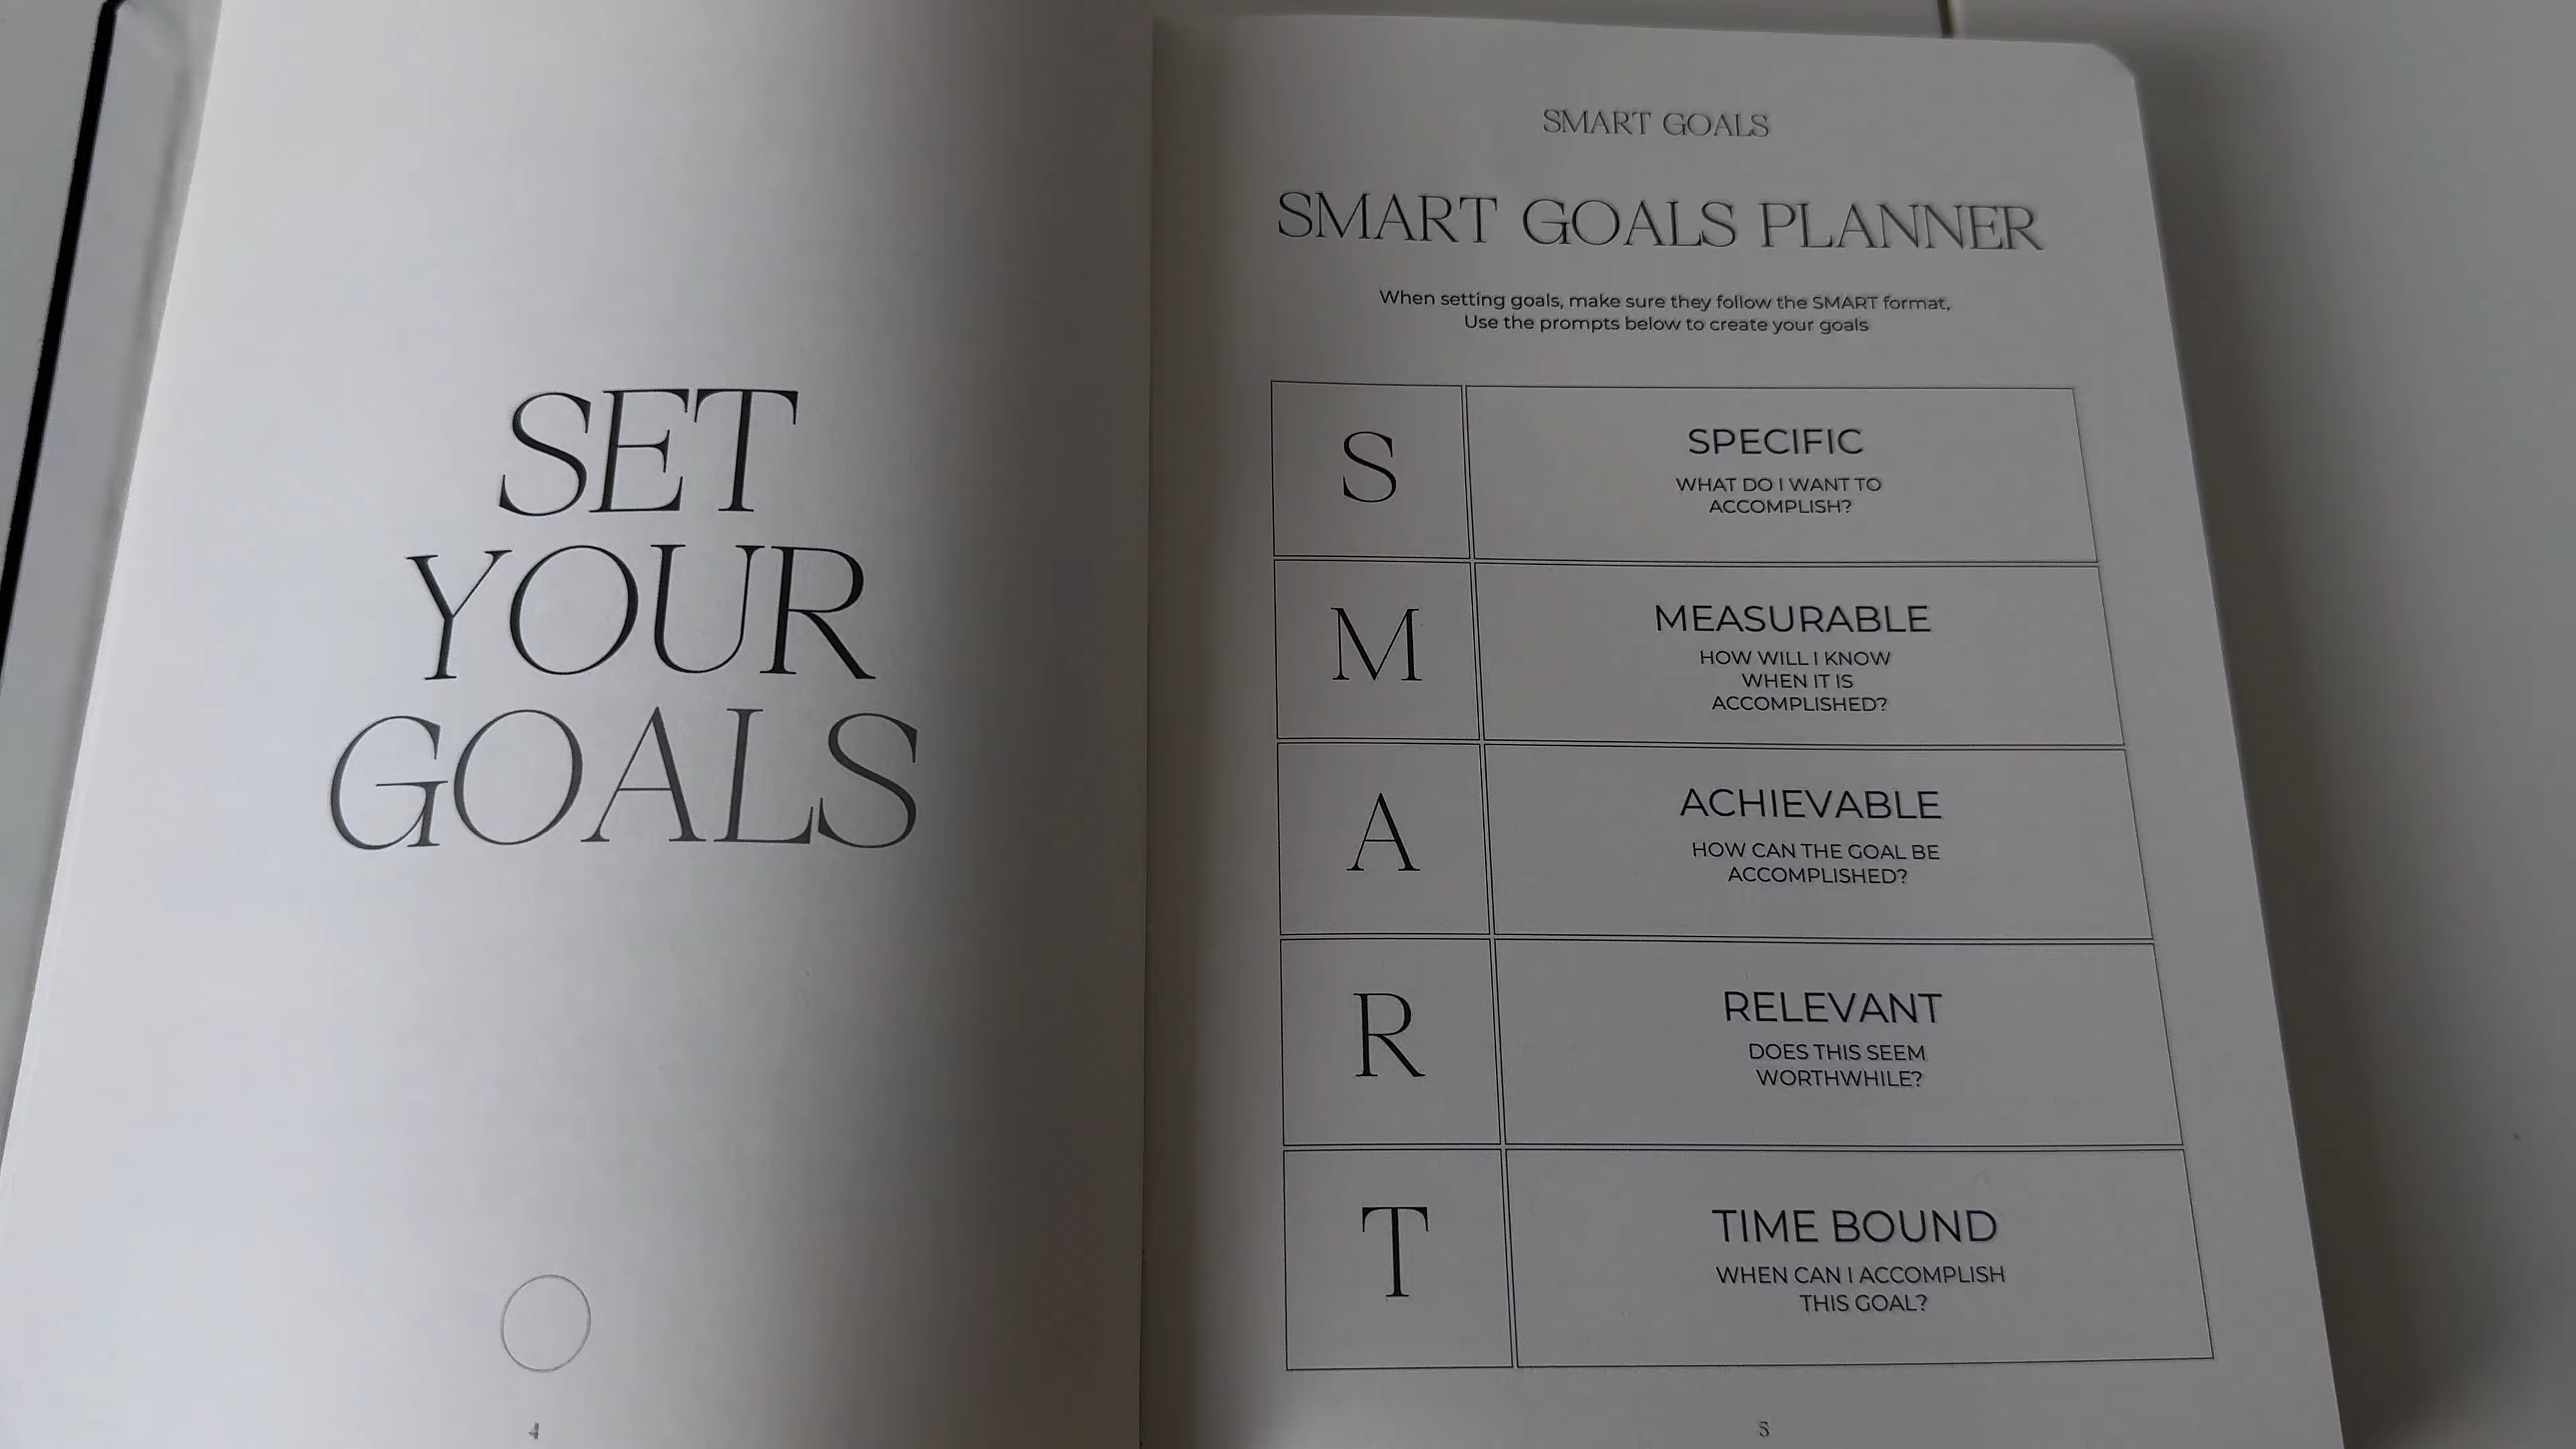 SET
YOUR
GOALS
4
SMART GOALS
SMART GOALS PLANNER
When setting goals, make sure they follow the SMART format,
Use the prompts below to create your goals
S
SPECIFIC
WHAT DO I WANT TO
ACCOMPLISH?
M
MEASURABLE
HOW WILL I KNOW
WHEN IT IS
ACCOMPLISHED?
A
ACHIEVABLE
HOW CAN THE GOAL BE
ACCOMPLISHED?
R
RELEVANT
DOES THIS SEEM
WORTHWHILE?
T
TIME BOUND
WHEN CAN I ACCOMPLISH
THIS GOAL?
5